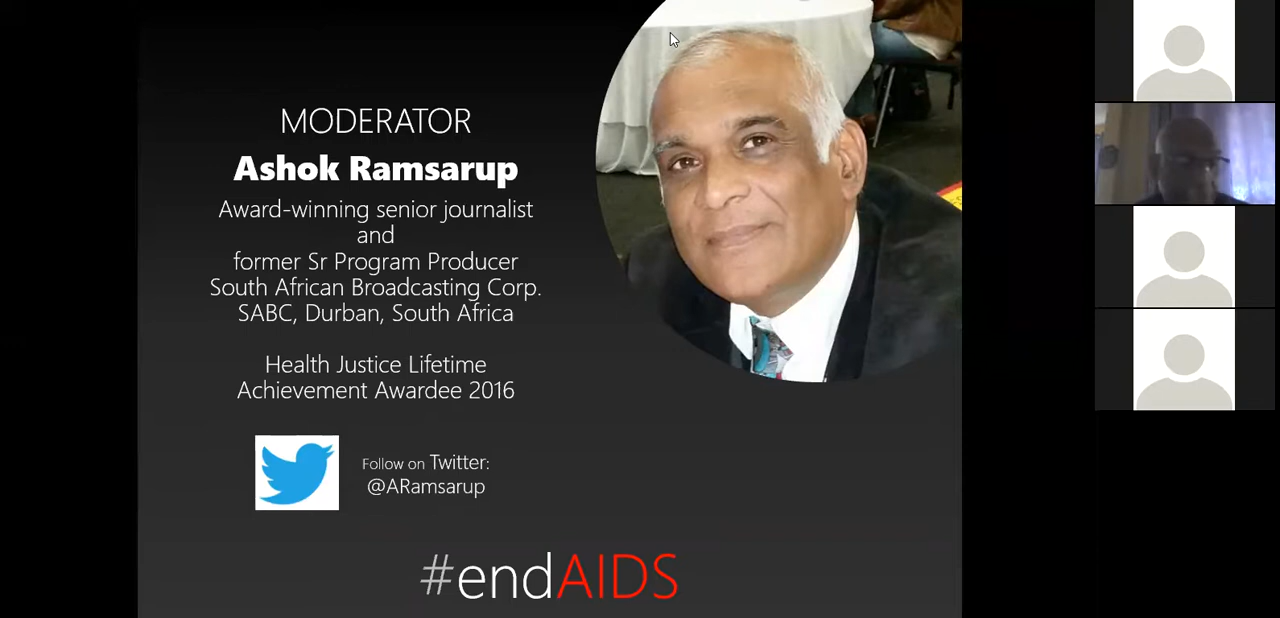 MODERATOR
Ashok Ramsarup
Award-winning senior journalist
and
former Sr Program Producer
South African Broadcasting Corp.
SABC, Durban, South Africa
Health Justice Lifetime
Achievement Awardee 2016
Follow on Twitter:
@ARamsarup
#endAIDS